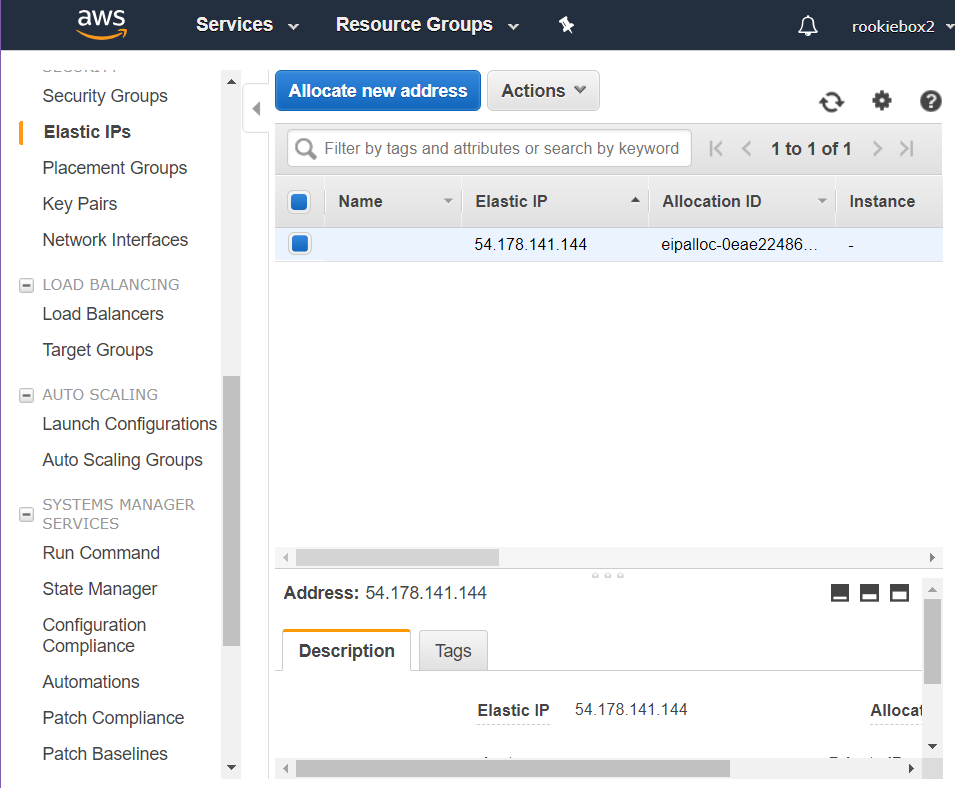 aws
Services
Resource Groups
rookiebox2
Security Groups
Elastic IPs
Placement Groups
Key Pairs
Network Interfaces
LOAD BALANCING
Load Balancers
Target Groups
AUTO SCALING
Launch Configurations
Auto Scaling Groups
SYSTEMS MANAGER
SERVICES
Run Command
State Manager
Configuration
Compliance
Automations
Patch Compliance
Patch Baselines
Allocate new address
Actions
Filter by tags and attributes or search by keyword
1 to 1 of 1
Name Elastic IP Allocation ID Instance
54.178.141.144 eipalloc-0eae22486... -
Address: 54.178.141.144
Description Tags
Elastic IP 54.178.141.144 Allocat